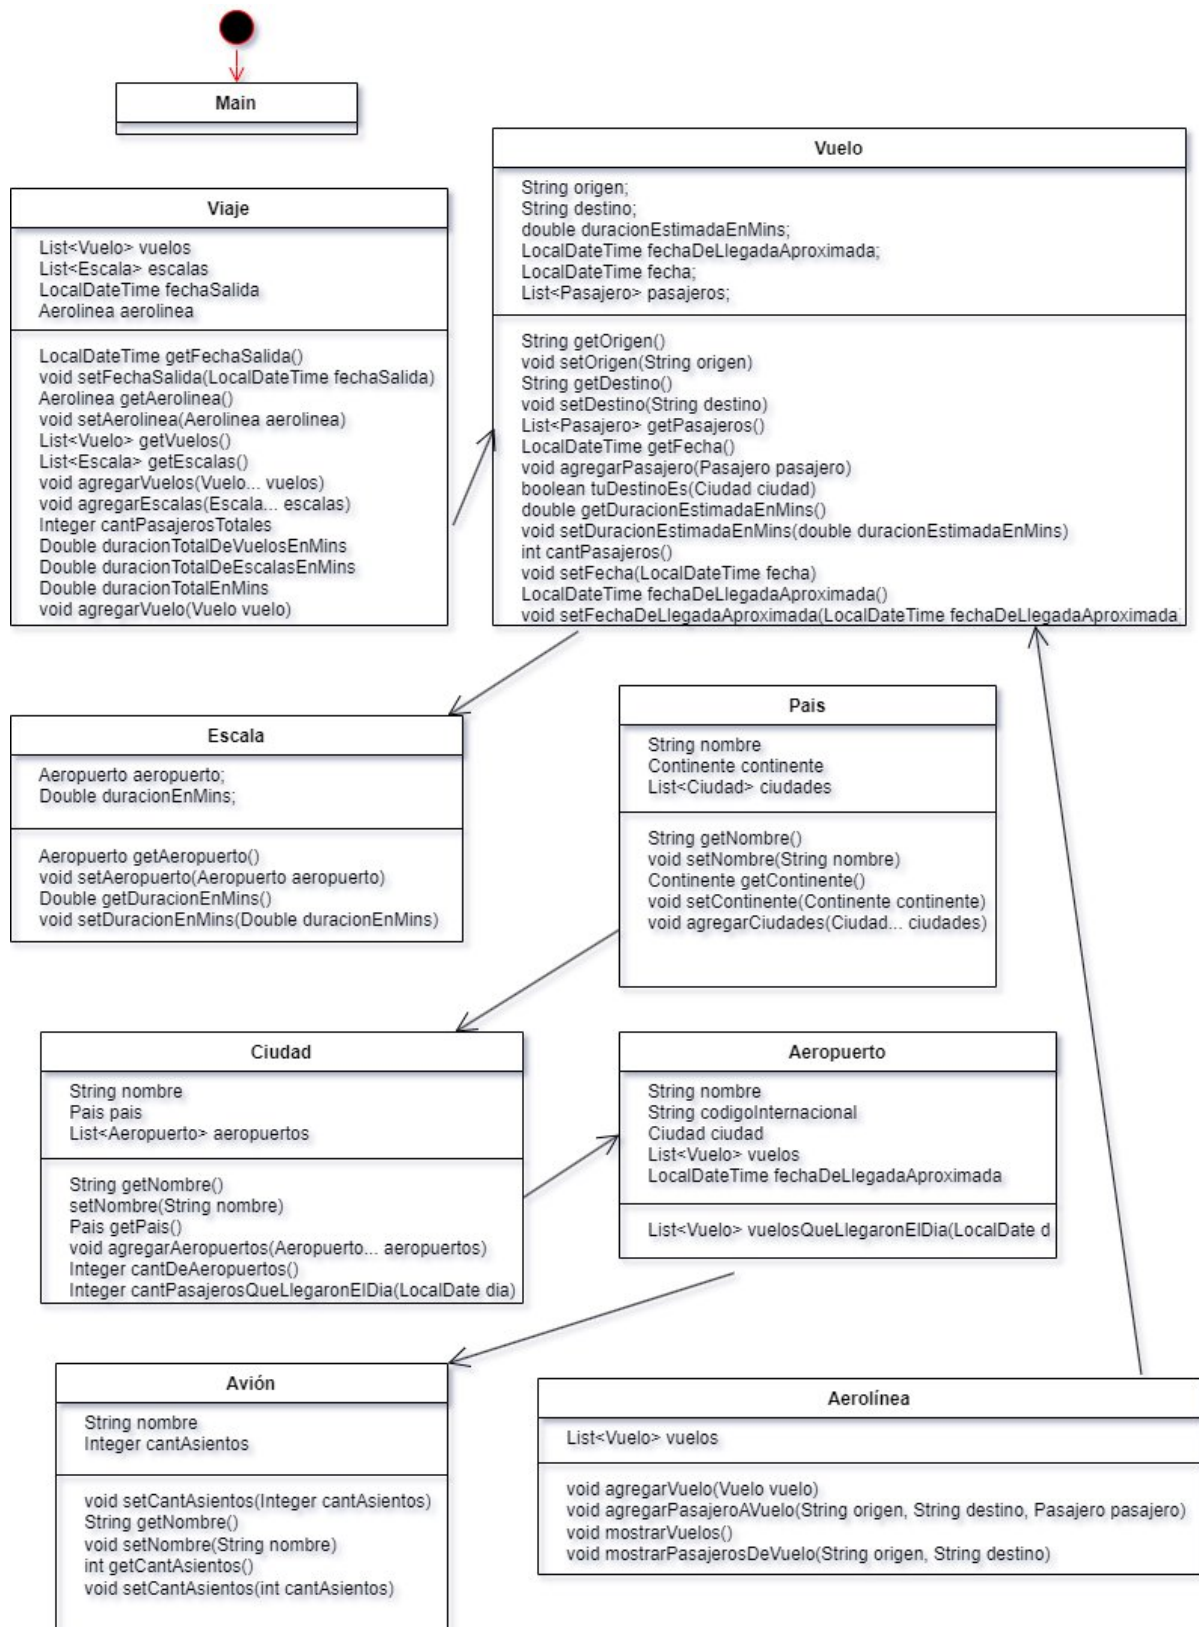 Main
Viaje
List<Vuelo> vuelos
List<Escala> escalas
LocalDateTime fechaSalida
Aerolinea aerolinea
LocalDateTime getFechaSalida()
void setFechaSalida(LocalDateTime fechaSalida)
Aerolinea getAerolinea()
void setAerolinea(Aerolinea aerolinea)
List<Vuelo> getVuelos()
List<Escala> getEscalas()
void agregarVuelos(Vuelo... vuelos)
void agregarEscalas(Escala... escalas)
Integer cantPasajerosTotales
Double duracionTotalDeVuelosEnMins
Double duracionTotalDeEscalasEnMins
Double duracionTotalEnMins
void agregarVuelo(Vuelo vuelo)
Vuelo
String origen;
String destino;
double duracionEstimadaEnMins;
LocalDateTime fechaDeLlegadaAproximada;
LocalDateTime fecha;
List<Pasajero> pasajeros;
String getOrigen()
void setOrigen(String origen)
String getDestino()
void setDestino(String destino)
List<Pasajero> getPasajeros()
LocalDateTime getFecha()
void agregarPasajero(Pasajero pasajero)
boolean tuDestinoEs(Ciudad ciudad)
double getDuracionEstimadaEnMins()
void setDuracionEstimadaEnMins(double duracionEstimadaEnMins)
int cantPasajeros()
void setFecha(LocalDateTime fecha)
LocalDateTime fechaDeLlegadaAproximada()
void setFechaDeLlegadaAproximada(LocalDateTime fechaDeLlegadaAproximada
Escala
Aeropuerto aeropuerto;
Double duracionEnMins;
Aeropuerto getAeropuerto()
void setAeropuerto(Aeropuerto aeropuerto)
Double getDuracionEnMins()
void setDuracionEnMins(Double duracionEnMins)
Pais
String nombre
Continente continente
List<Ciudad> ciudades
String getNombre()
void setNombre(String nombre)
Continente getContinente()
void setContinente(Continente continente)
void agregarCiudades(Ciudad... ciudades)
Ciudad
String nombre
Pais pais
List<Aeropuerto> aeropuertos
String getNombre()
setNombre(String nombre)
Pais getPais()
void agregarAeropuertos(Aeropuerto... aeropuertos)
Integer cantDeAeropuertos()
Integer cantPasajerosQueLlegaronElDia(LocalDate dia)
Aeropuerto
String nombre
String codigoInternacional
Ciudad ciudad
List<Vuelo> vuelos
LocalDateTime fechaDeLlegadaAproximada
List<Vuelo> vuelosQueLlegaronElDia(LocalDate d
Avión
String nombre
Integer cantAsientos
void setCantAsientos(Integer cantAsientos)
String getNombre()
void setNombre(String nombre)
int getCantAsientos()
void setCantAsientos(int cantAsientos)
Aerolínea
List<Vuelo> vuelos
void agregarVuelo(Vuelo vuelo)
void agregarPasajeroAVuelo(String origen, String destino, Pasajero pasajero)
void mostrarVuelos()
void mostrarPasajerosDeVuelo(String origen, String destino)